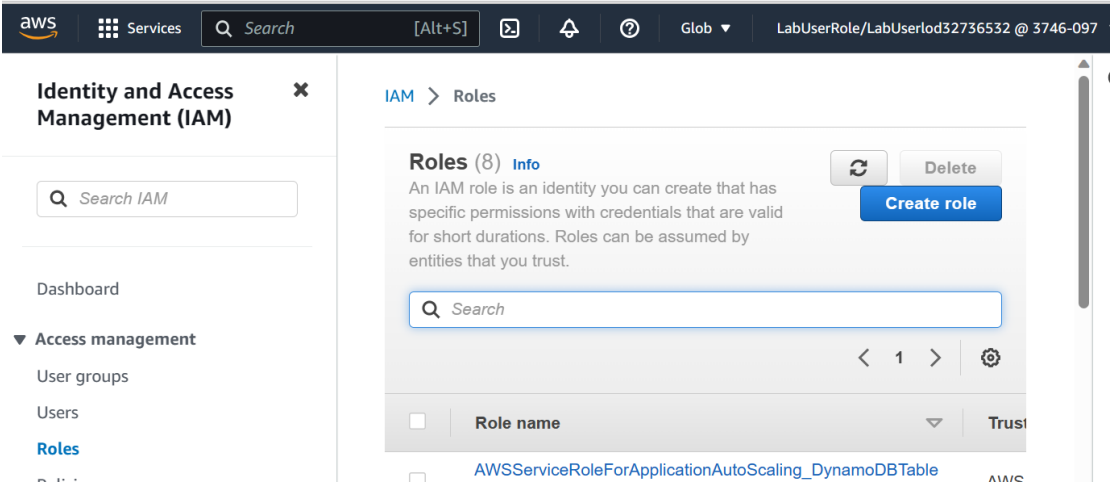 aws
Services
Search [Alt+S]
Glob
LabUserRole/LabUserlod32736532 @ 3746-097
Identity and Access
Management (IAM)
Search IAM
Dashboard
Access management
User groups
Users
Roles
IAM > Roles
Roles (8) Info
Delete
Create role
An IAM role is an identity you can create that has
specific permissions with credentials that are valid
for short durations. Roles can be assumed by
entities that you trust.
Search
1
Role name
Trust
AWSServiceRoleForApplicationAutoScaling_DynamoDBTable
AWS